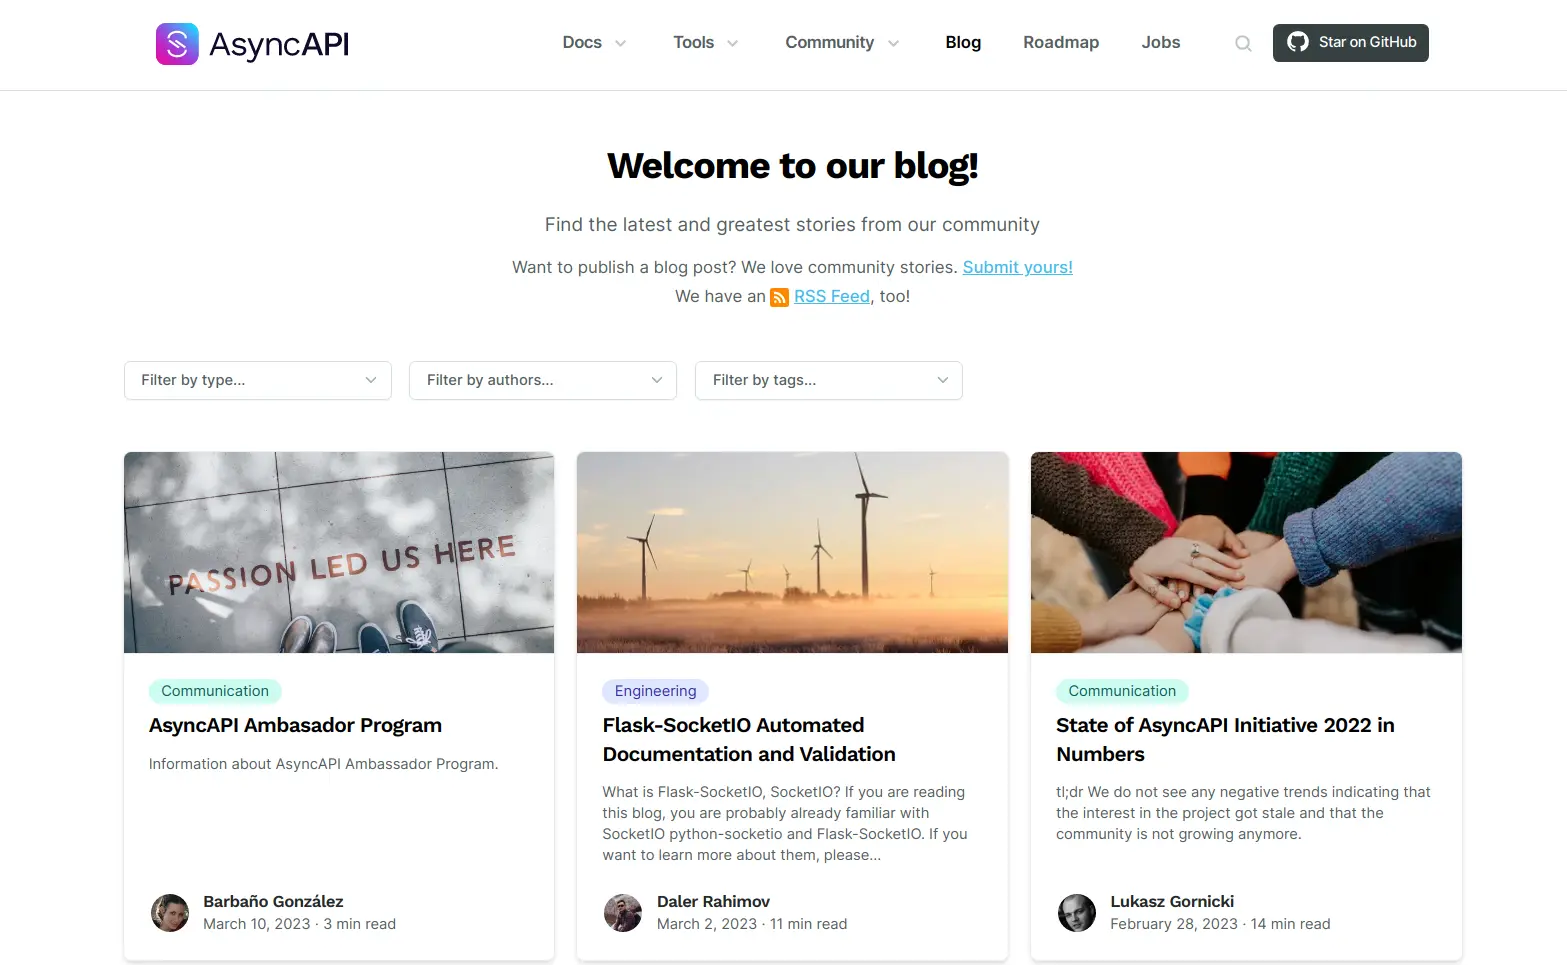 AsyncAPI
Docs
Tools
Community
Blog
Roadmap
Jobs
Star on GitHub
Welcome to our blog!
Find the latest and greatest stories from our community
Want to publish a blog post? We love community stories. Submit yours!
We have an RSS Feed, too!
Filter by type...
Filter by authors...
Filter by tags...
PASSION LED US HERE
Communication
AsyncAPI Ambasador Program
Information about AsyncAPI Ambassador Program.
Barbaño González
March 10, 2023 · 3 min read
Engineering
Flask-SocketIO Automated
Documentation and Validation
What is Flask-SocketIO, SocketIO? If you are reading
this blog, you are probably already familiar with
SocketIO python-socketio and Flask-SocketIO. If you
want to learn more about them, please...
Daler Rahimov
March 2, 2023 · 11 min read
Communication
State of AsyncAPI Initiative 2022 in
Numbers
tl;dr We do not see any negative trends indicating that
the interest in the project got stale and that the
community is not growing anymore.
Lukasz Gornicki
February 28, 2023 · 14 min read